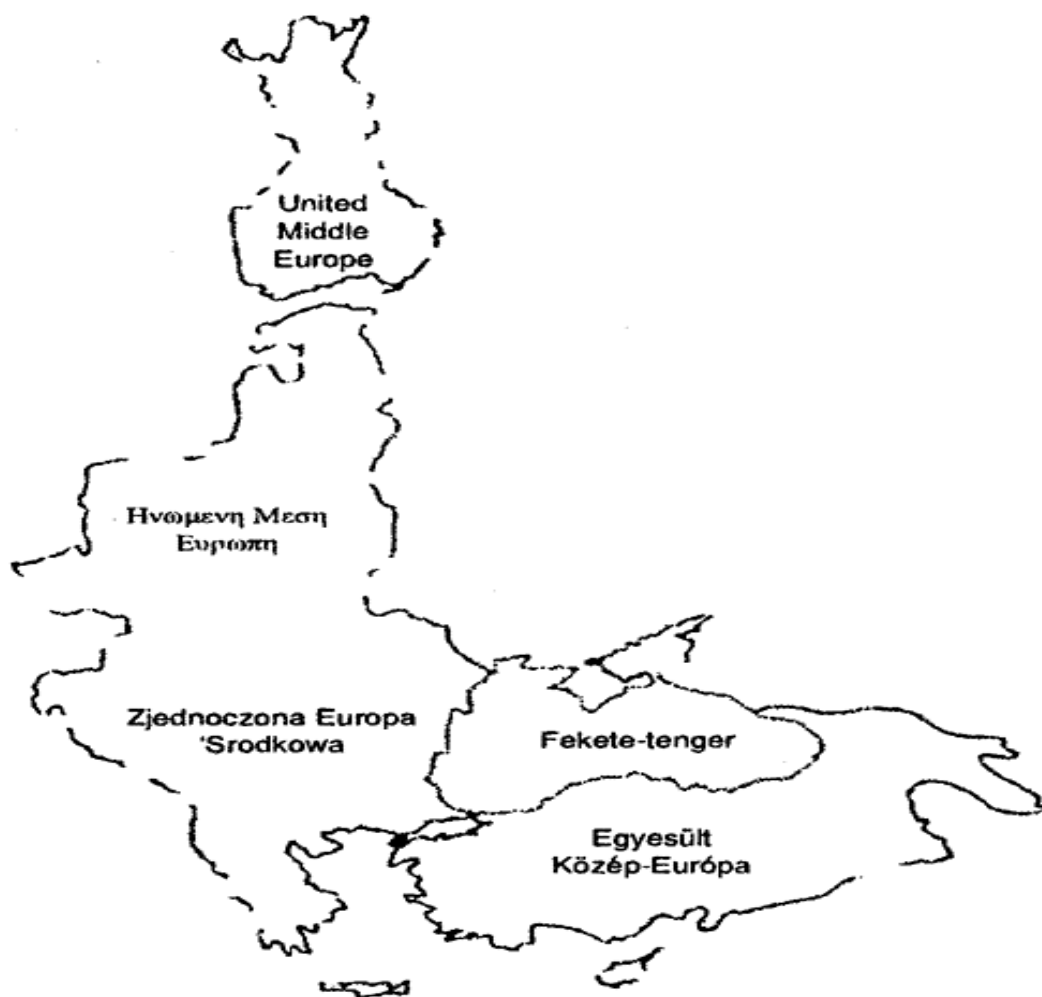 United
Middle
Europe
Ηνωμενη Μεση
Ευρωπη
Zjednoczona Europa
'Srodkowa
Fekete-tenger
Egyesült
Közép-Európa